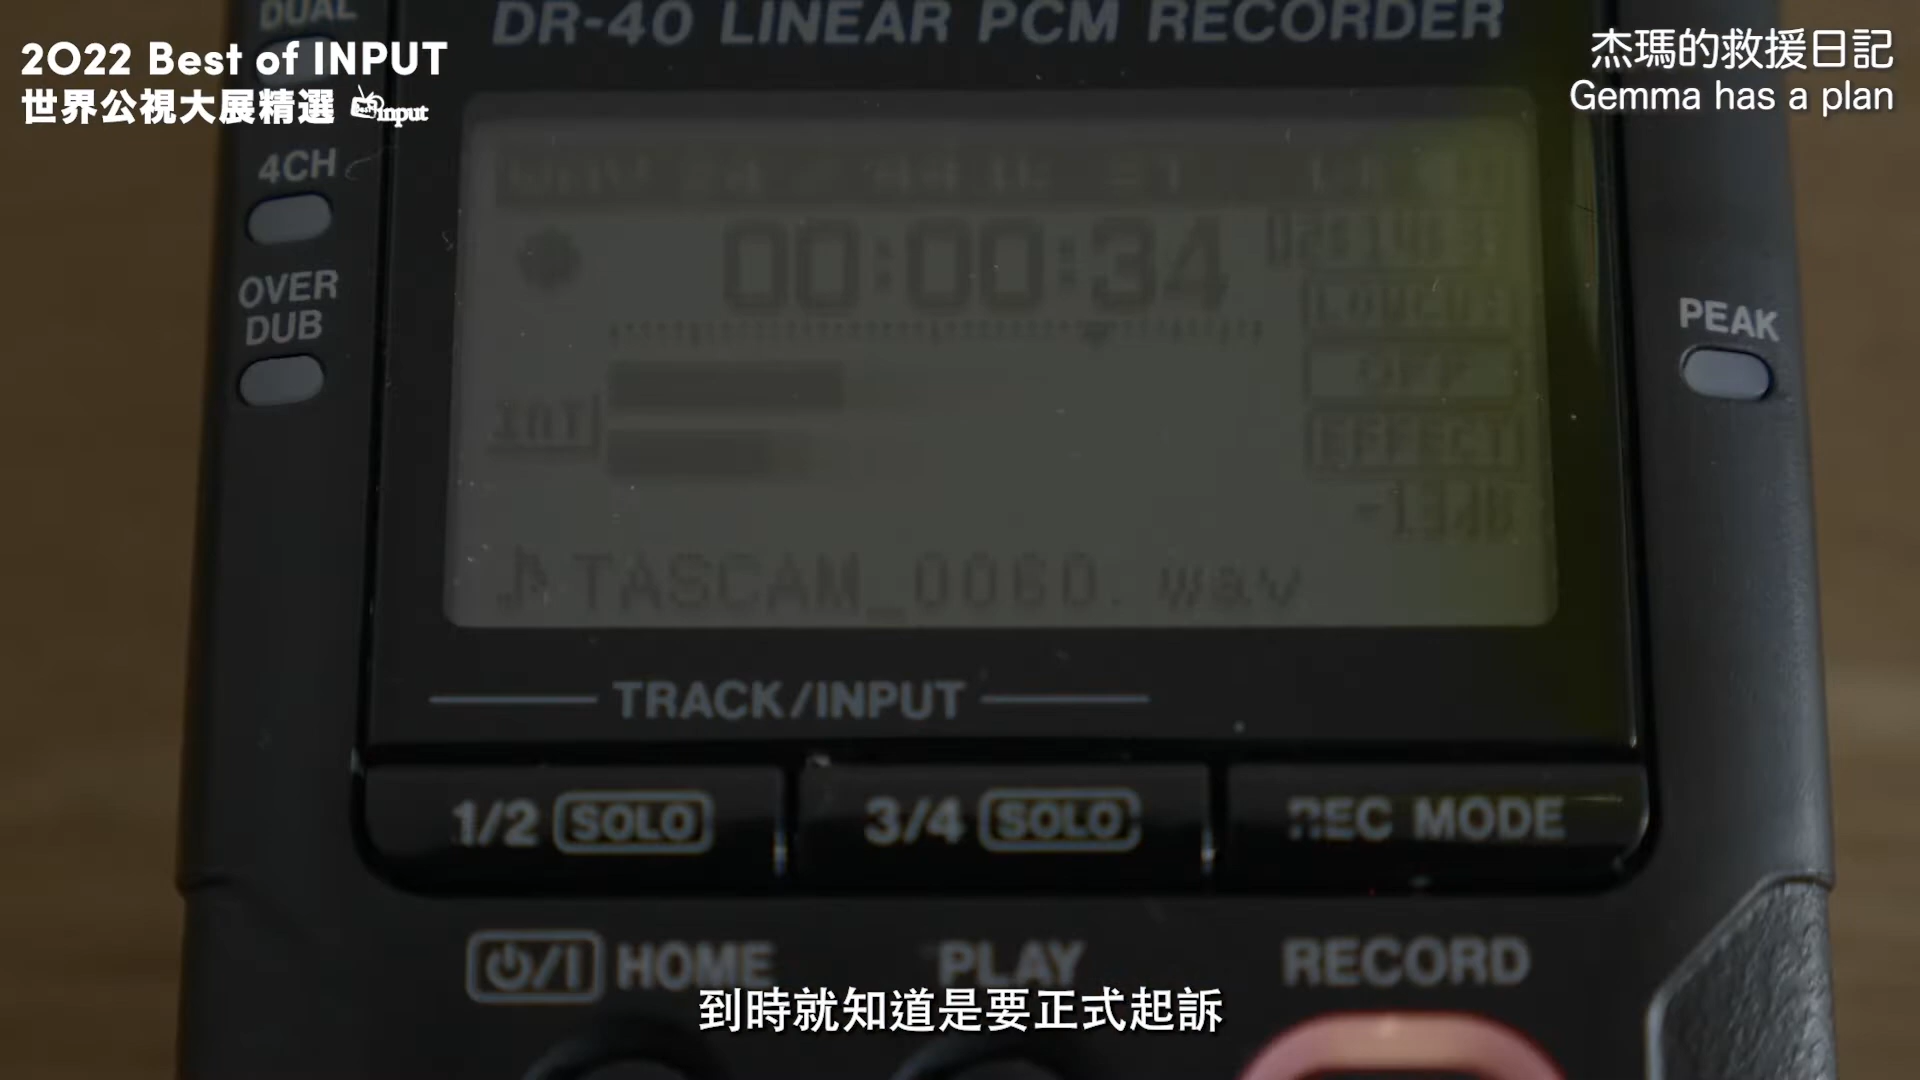 DUAL
DR-40 LINEAR PCM RECORDER
2022 Best of INPUT
世界公視大展精選 input
杰瑪的救援日記
Gemma has a plan
4CH
OVER
DUB
PEAK
00:00:34
OFF
EFFECT
INT
TASCAM_0060.wav
TRACK/INPUT
1/2 SOLO
3/4 SOLO
REC MODE
HOME
PLAY
RECORD
到時就知道是要正式起訴